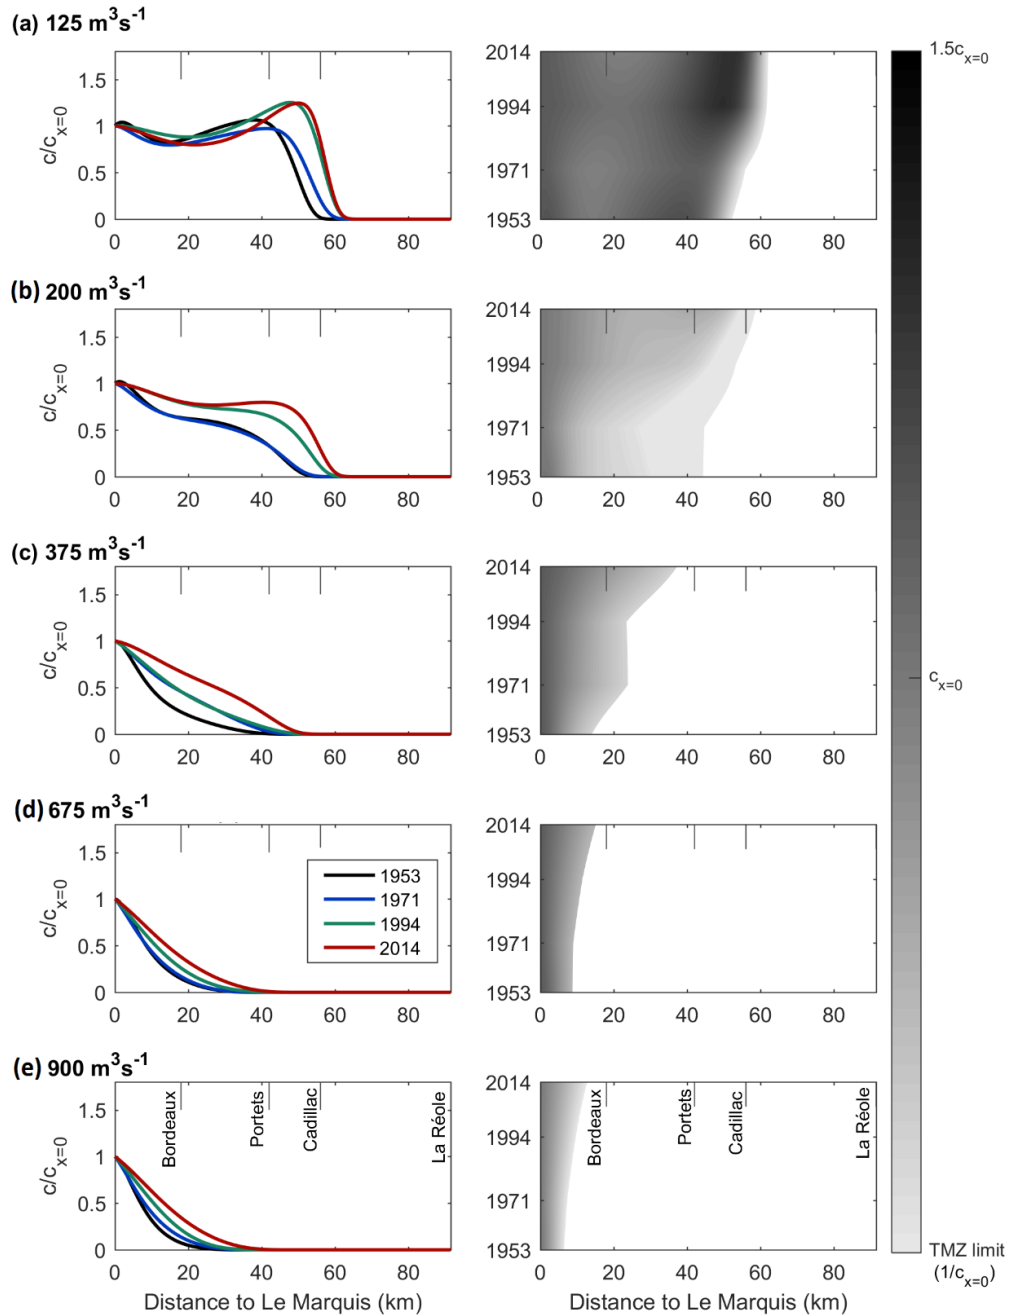 (a) 125 m³s⁻¹
1.5
1
0.5
0
c/cₓ₌₀
0 20 40 60 80
2014
1994
1971
1953
0 20 40 60 80
(b) 200 m³s⁻¹
1.5
1
0.5
0
c/cₓ₌₀
0 20 40 60 80
2014
1994
1971
1953
0 20 40 60 80
(c) 375 m³s⁻¹
1.5
1
0.5
0
c/cₓ₌₀
0 20 40 60 80
2014
1994
1971
1953
0 20 40 60 80
(d) 675 m³s⁻¹
1.5
1
0.5
0
c/cₓ₌₀
1953
1971
1994
2014
0 20 40 60 80
2014
1994
1971
1953
0 20 40 60 80
(e) 900 m³s⁻¹
1.5
1
0.5
0
c/cₓ₌₀
Bordeaux
Portets
Cadillac
La Réole
0 20 40 60 80
Distance to Le Marquis (km)
2014
1994
1971
1953
Bordeaux
Portets
Cadillac
La Réole
0 20 40 60 80
Distance to Le Marquis (km)
1.5cₓ₌₀
cₓ₌₀
TMZ limit
(1/cₓ₌₀)